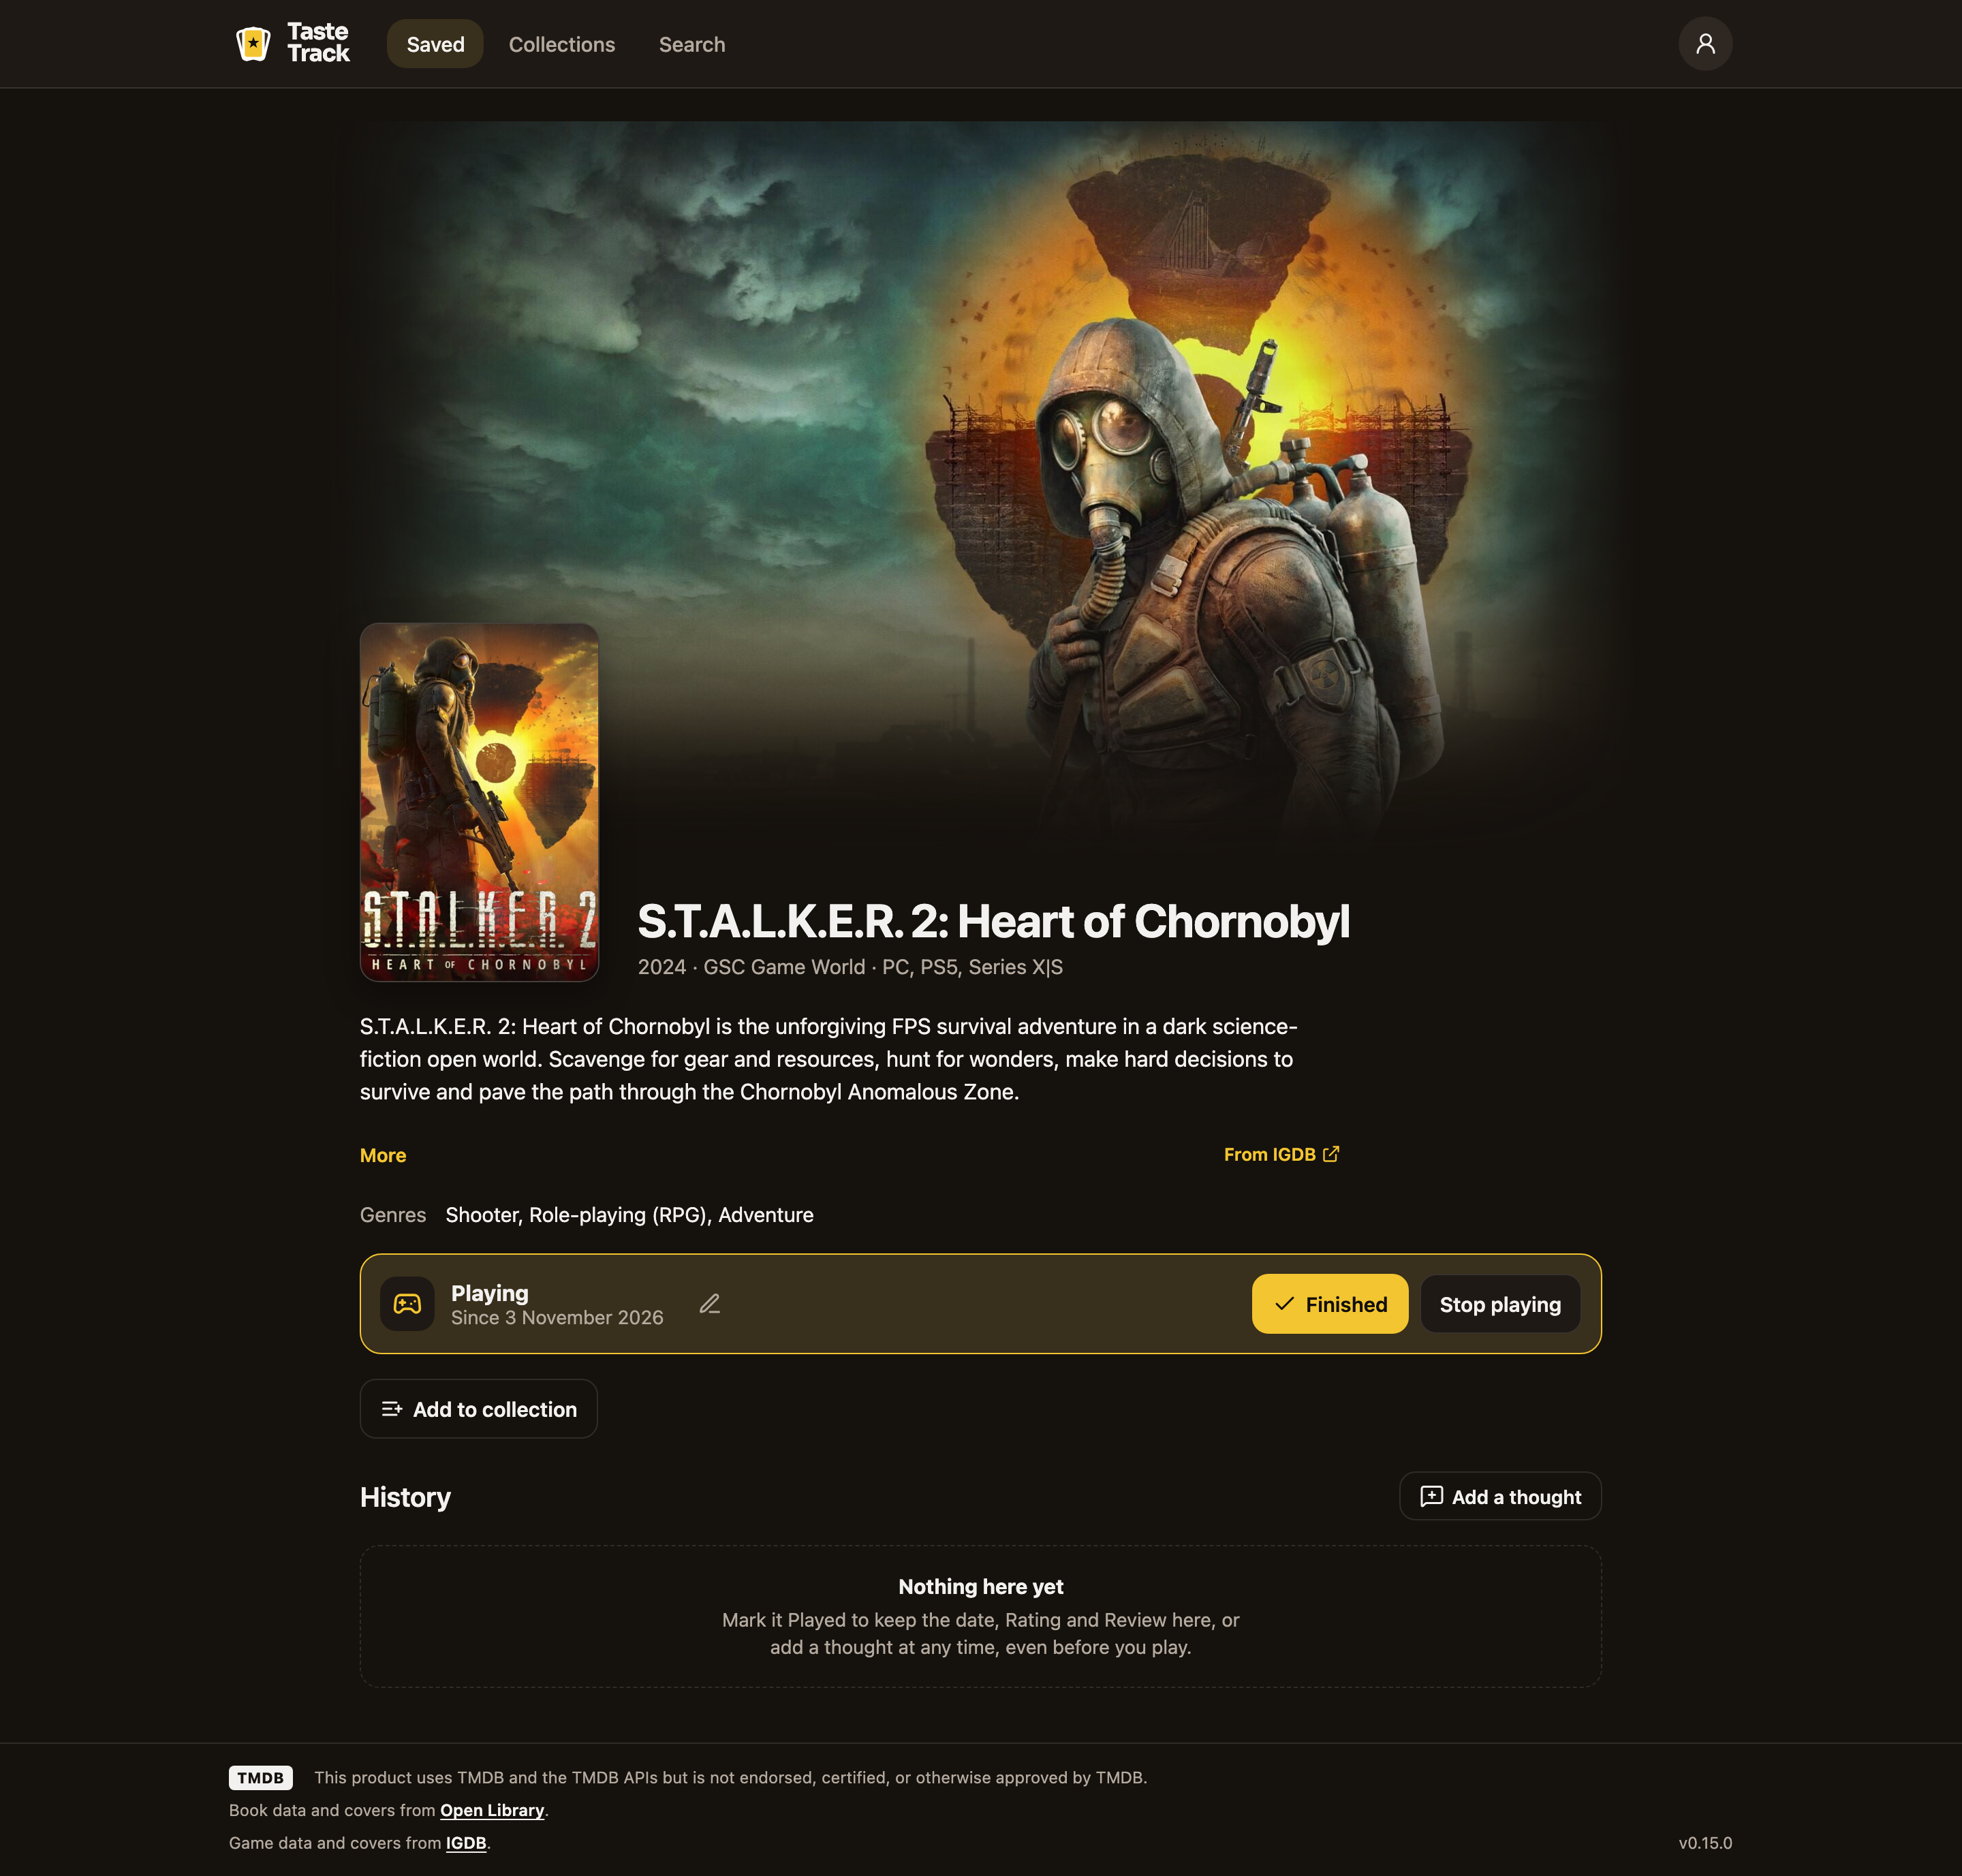 Taste
Track
Saved
Collections
Search
S.T.A.L.K.E.R. 2
HEART OF CHORNOBYL
S.T.A.L.K.E.R. 2: Heart of Chornobyl
2024 · GSC Game World · PC, PS5, Series X|S
S.T.A.L.K.E.R. 2: Heart of Chornobyl is the unforgiving FPS survival adventure in a dark science-
fiction open world. Scavenge for gear and resources, hunt for wonders, make hard decisions to
survive and pave the path through the Chornobyl Anomalous Zone.
More
From IGDB
Genres Shooter, Role-playing (RPG), Adventure
Playing
Since 3 November 2026
Finished
Stop playing
Add to collection
History
Add a thought
Nothing here yet
Mark it Played to keep the date, Rating and Review here, or
add a thought at any time, even before you play.
TMDB This product uses TMDB and the TMDB APIs but is not endorsed, certified, or otherwise approved by TMDB.
Book data and covers from Open Library.
Game data and covers from IGDB.
v0.15.0